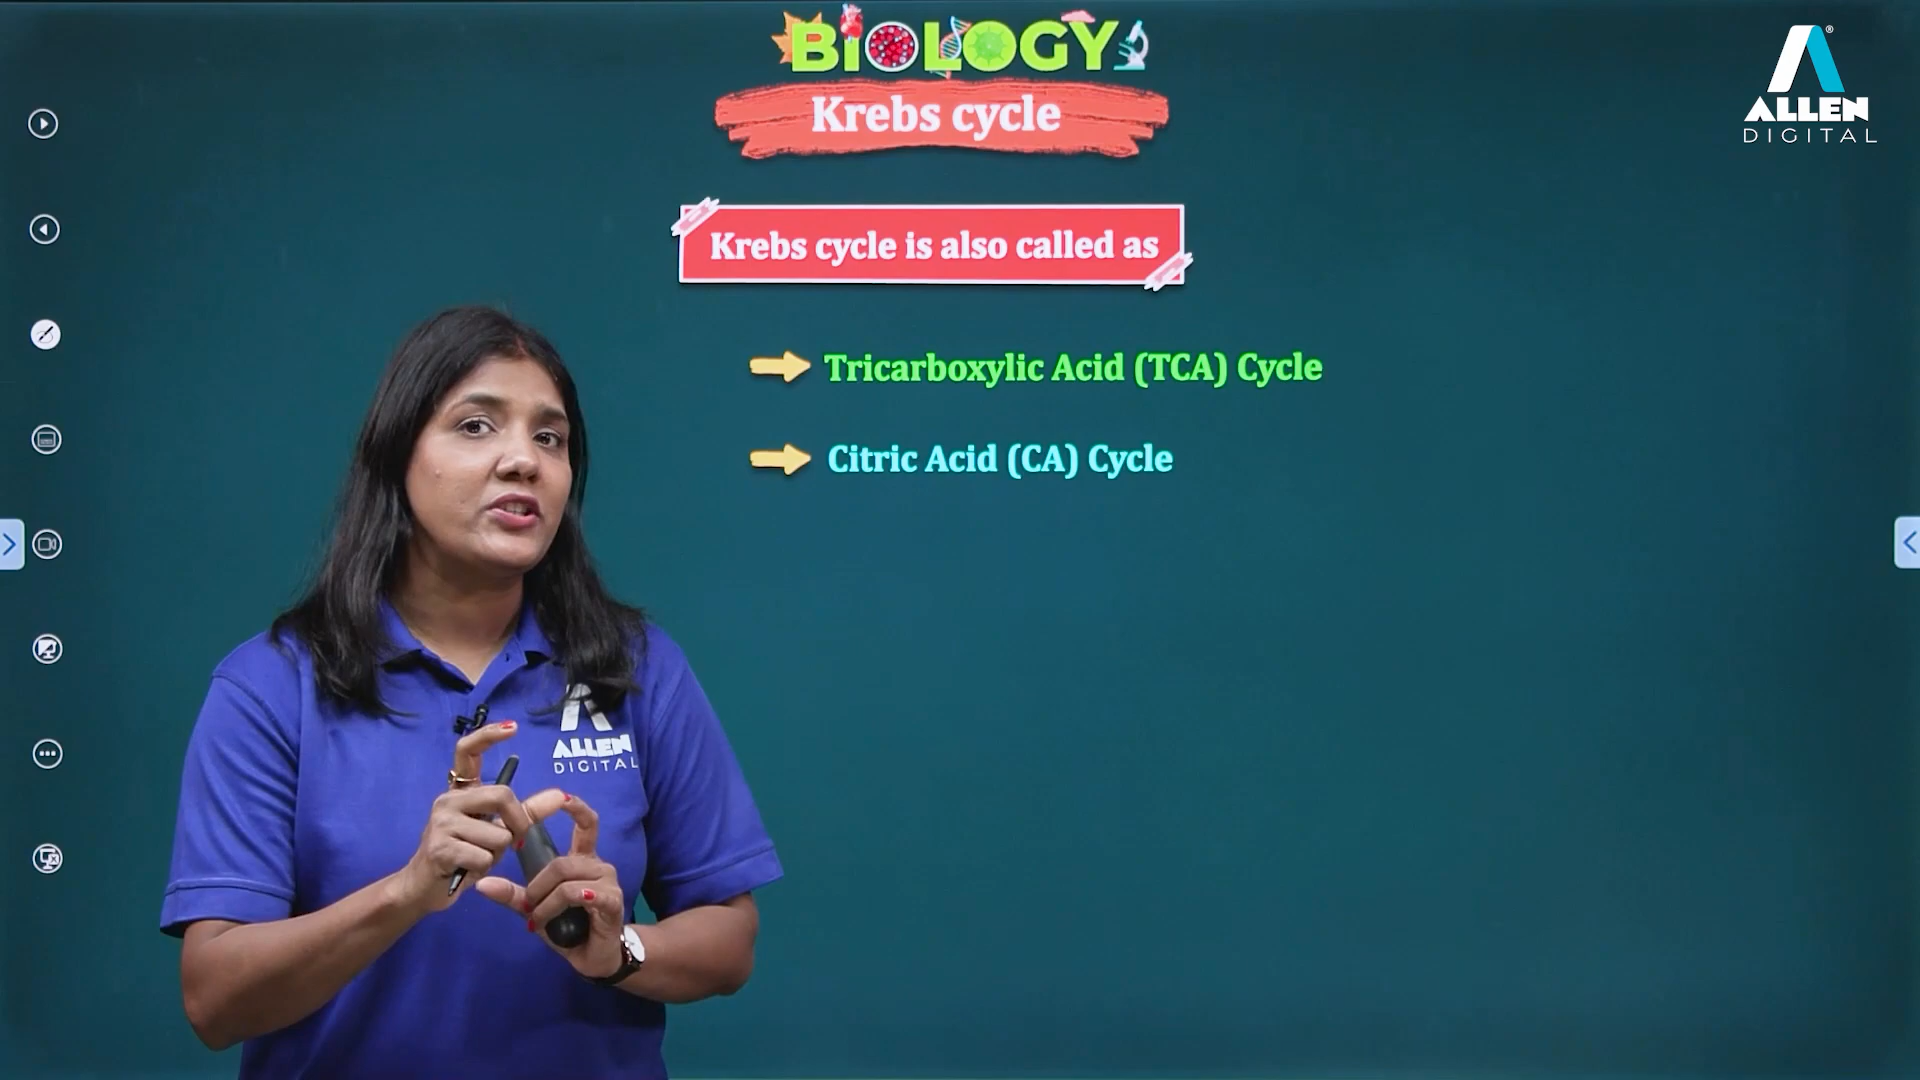 BIOLOGY
Krebs cycle
ALLEN
DIGITAL
Krebs cycle is also called as
Tricarboxylic Acid (TCA) Cycle
Citric Acid (CA) Cycle
ALLEN
DIGITAL